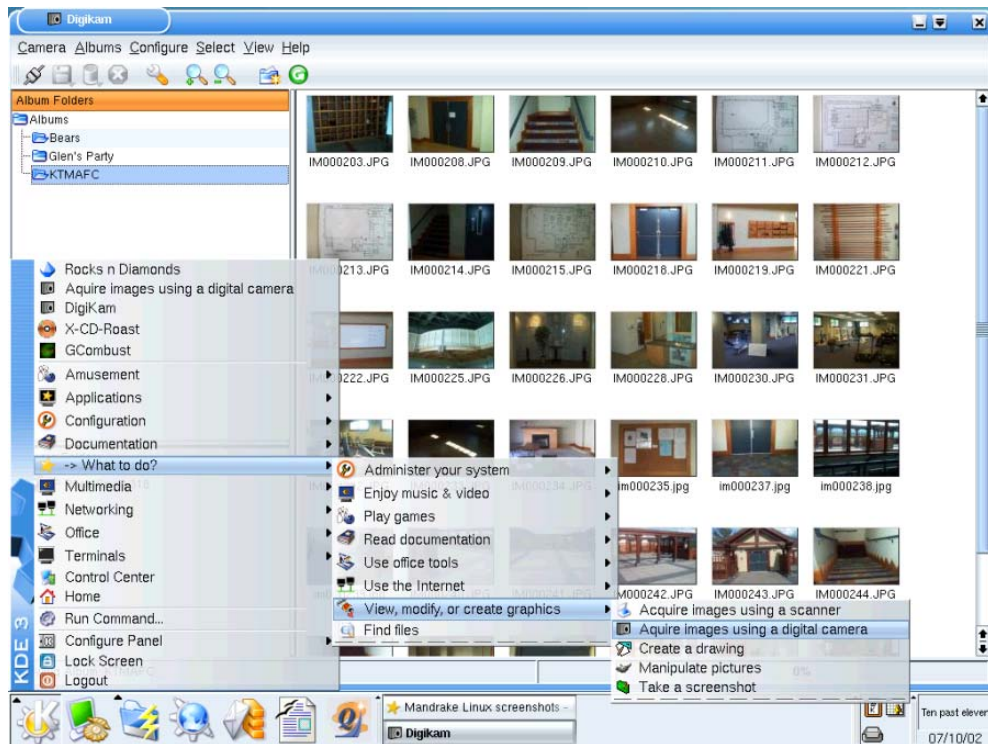 Digikam
Camera Albums Configure Select View Help
Album Folders
Albums
Bears
Glen's Party
KTMAFC
IM000203.JPG IM000208.JPG IM000209.JPG IM000210.JPG IM000211.JPG IM000212.JPG
213.JPG IM000214.JPG IM000215.JPG IM000218.JPG IM000219.JPG IM000221.JPG
222.JPG IM000225.JPG IM000226.JPG IM000228.JPG IM000230.JPG IM000231.JPG
im000235.jpg im000237.jpg im000238.jpg
M000242.JPG IM000243.JPG IM000244.JPG
Rocks n Diamonds
Aquire images using a digital camera
DigiKam
X-CD-Roast
GCombust
Amusement
Applications
Configuration
Documentation
-> What to do?
Multimedia
Networking
Office
Terminals
Control Center
Home
Run Command...
Configure Panel
Lock Screen
Logout
KDE 3
Administer your system
Enjoy music & video
Play games
Read documentation
Use office tools
Use the Internet
View, modify, or create graphics
Find files
Acquire images using a scanner
Aquire images using a digital camera
Create a drawing
Manipulate pictures
Take a screenshot
0%
Mandrake Linux screenshots -
Digikam
Ten past eleven
07/10/02